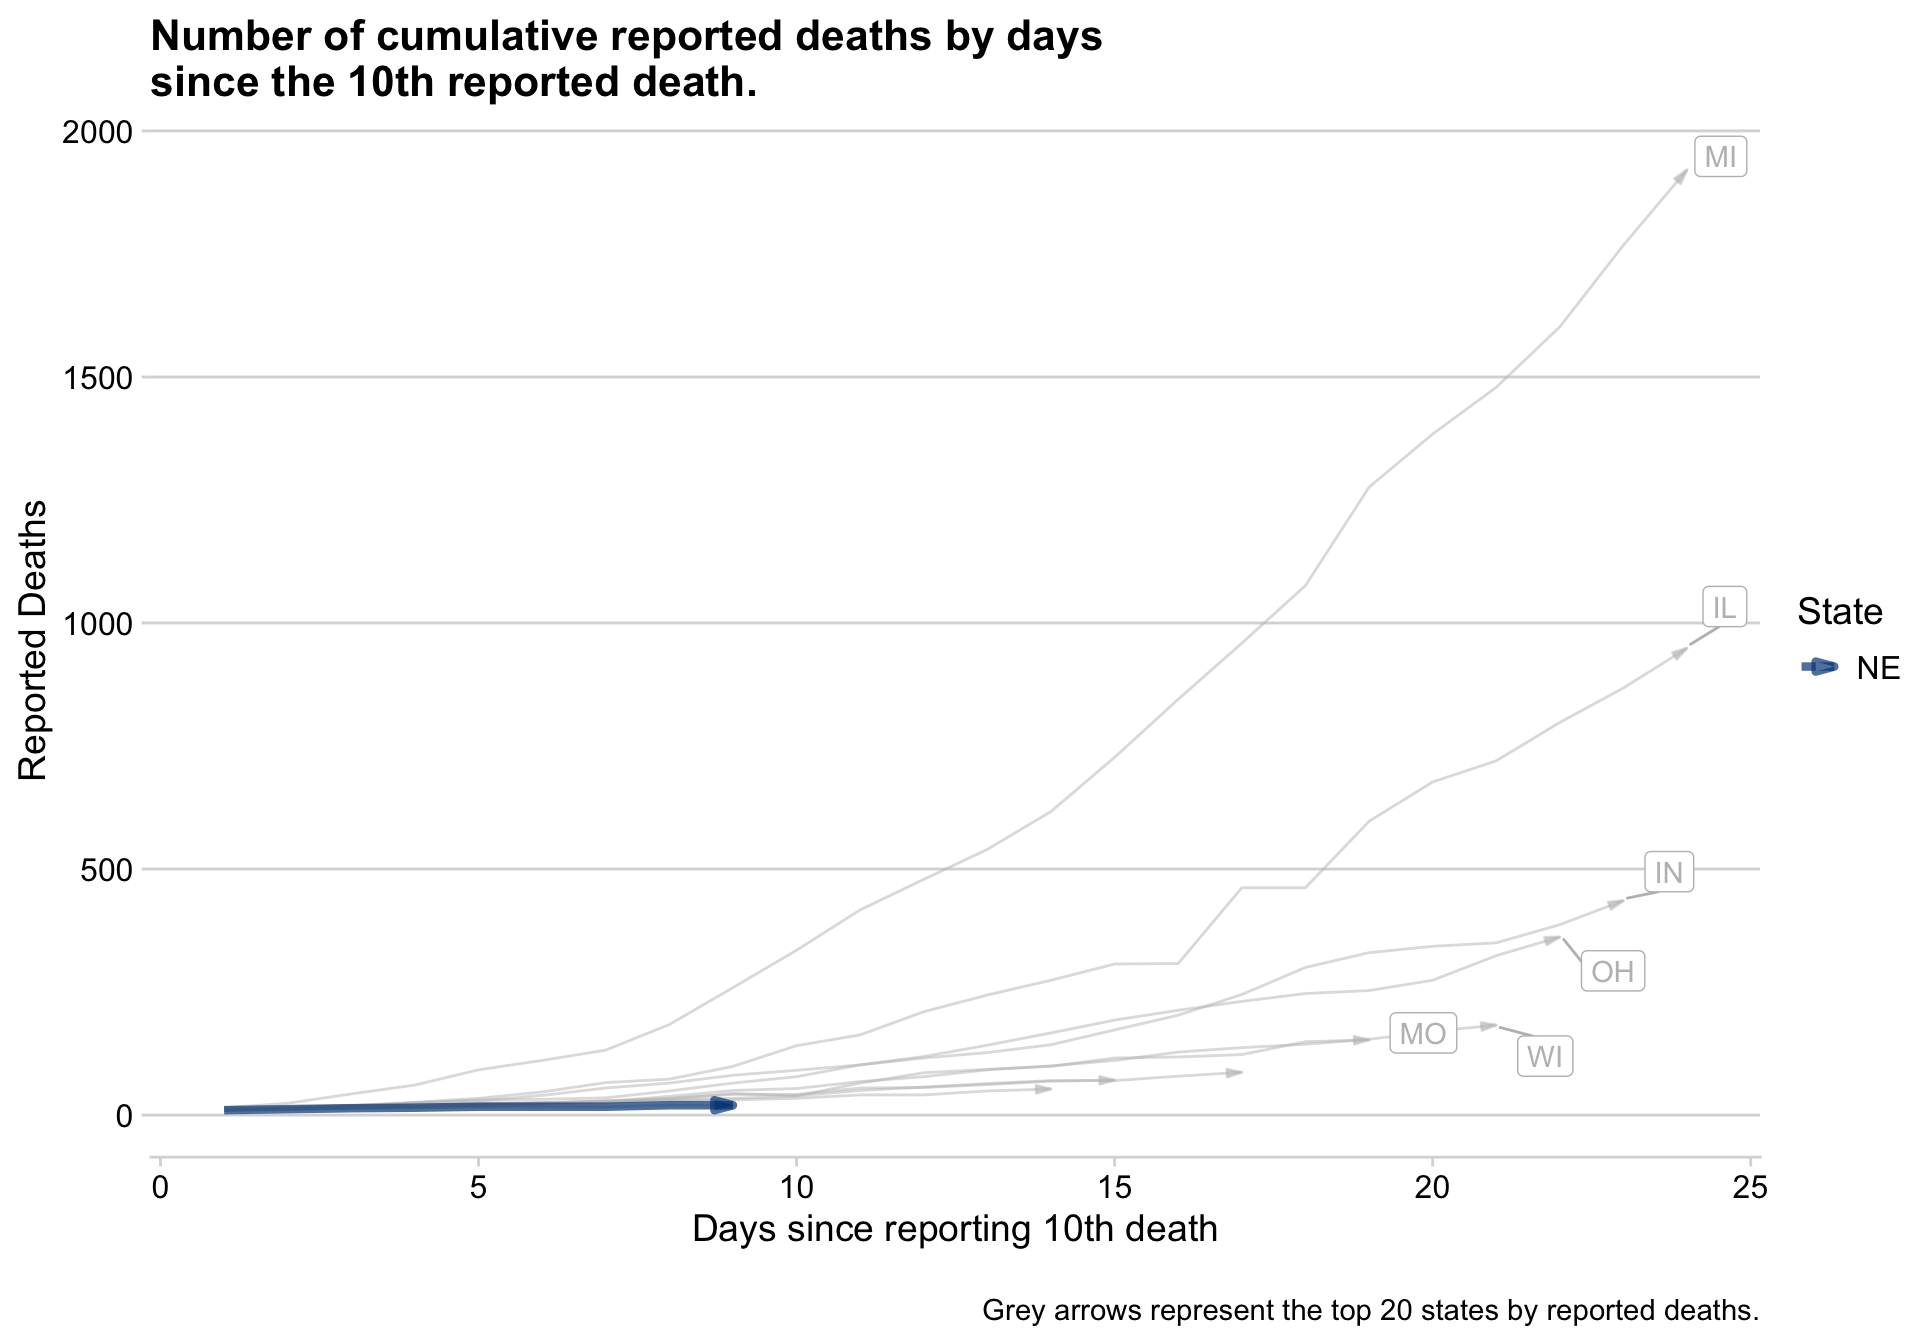 Number of cumulative reported deaths by days
since the 10th reported death.
2000
1500
1000
500
0
Reported Deaths
MI
IL
IN
OH
MO
WI
State
NE
0 5 10 15 20 25
Days since reporting 10th death
Grey arrows represent the top 20 states by reported deaths.